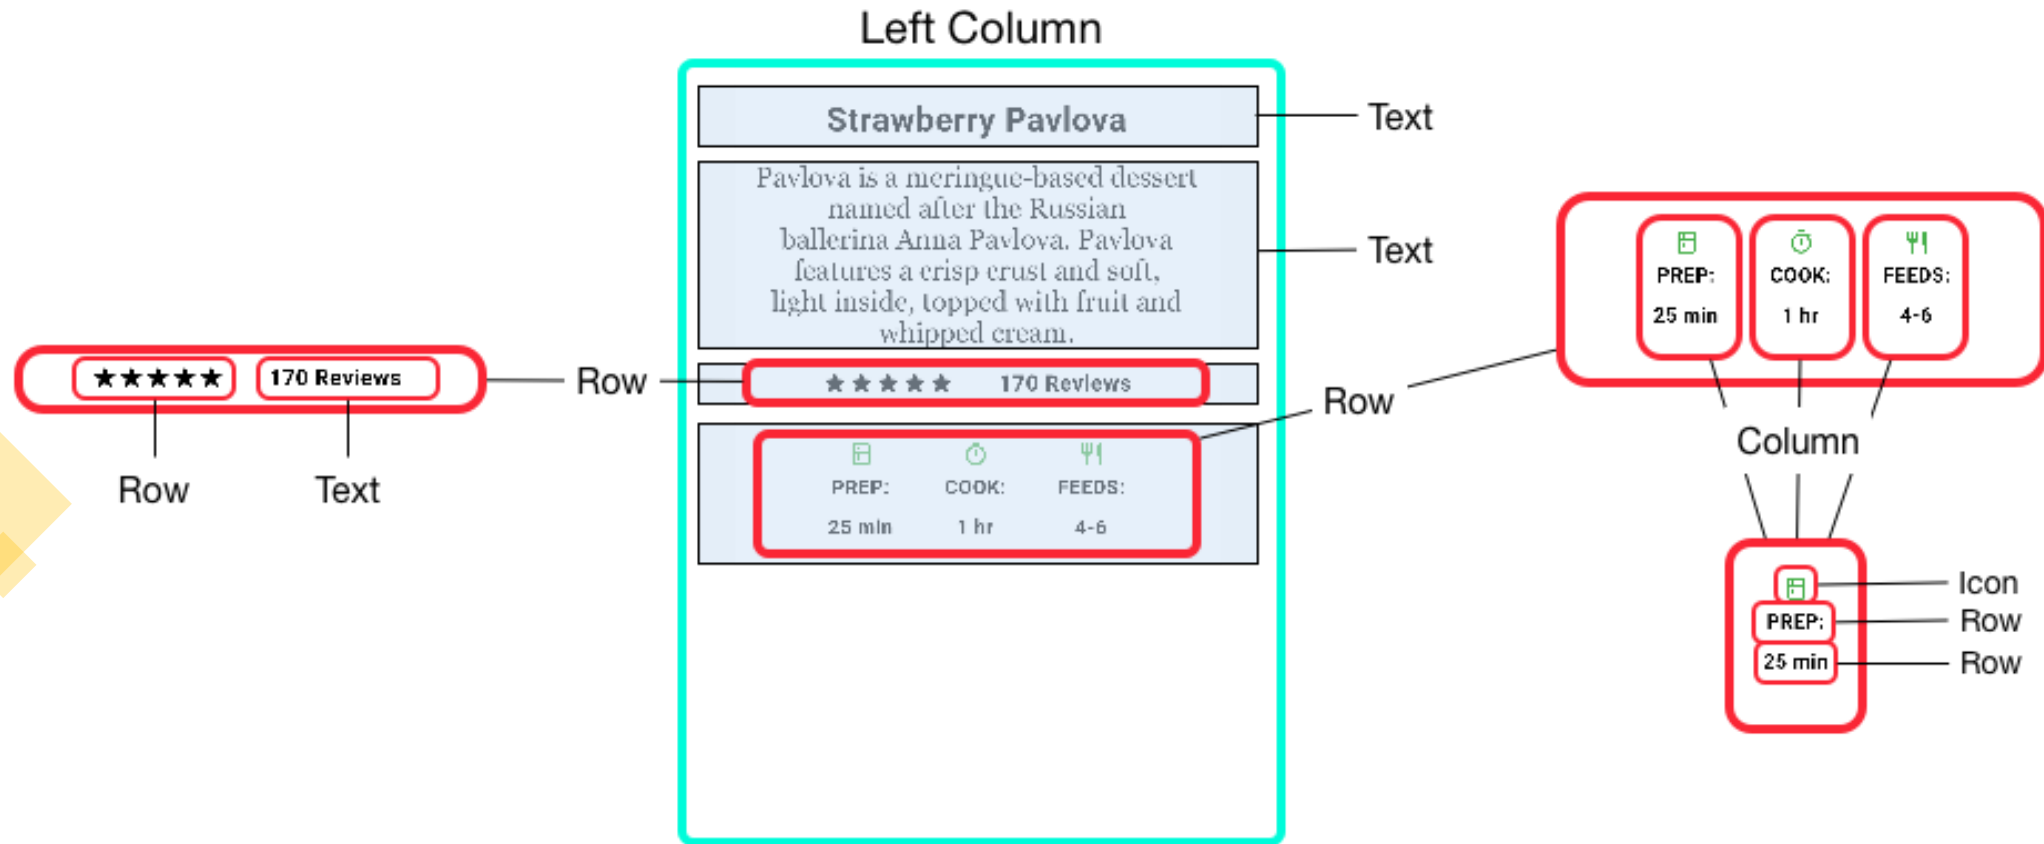 Left Column
Strawberry Pavlova
Text
Pavlova is a meringue-based dessert
named after the Russian
ballerina Anna Pavlova. Pavlova
features a crisp crust and soft,
light inside, topped with fruit and
whipped cream.
Text
★★★★★ 170 Reviews
Row
Text
Row
★★★★★ 170 Reviews
Row
PREP: COOK: FEEDS:
25 min 1 hr 4-6
PREP: COOK: FEEDS:
25 min 1 hr 4-6
Column
Icon
PREP:
Row
25 min
Row